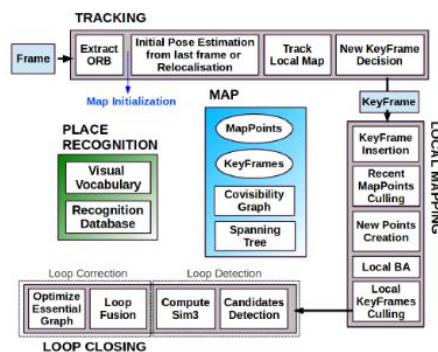 TRACKING
Frame
Extract
ORB
Initial Pose Estimation
from last frame or
Relocalisation
Track
Local Map
New KeyFrame
Decision
Map Initialization
KeyFrame
LOCAL MAPPING
KeyFrame
Insertion
Recent
MapPoints
Culling
New Points
Creation
Local BA
Local
KeyFrames
Culling
MAP
MapPoints
KeyFrames
Covisibility
Graph
Spanning
Tree
PLACE
RECOGNITION
Visual
Vocabulary
Recognition
Database
Loop Correction
Loop Detection
Optimize
Essential
Graph
Loop
Fusion
Compute
Sim3
Candidates
Detection
LOOP CLOSING